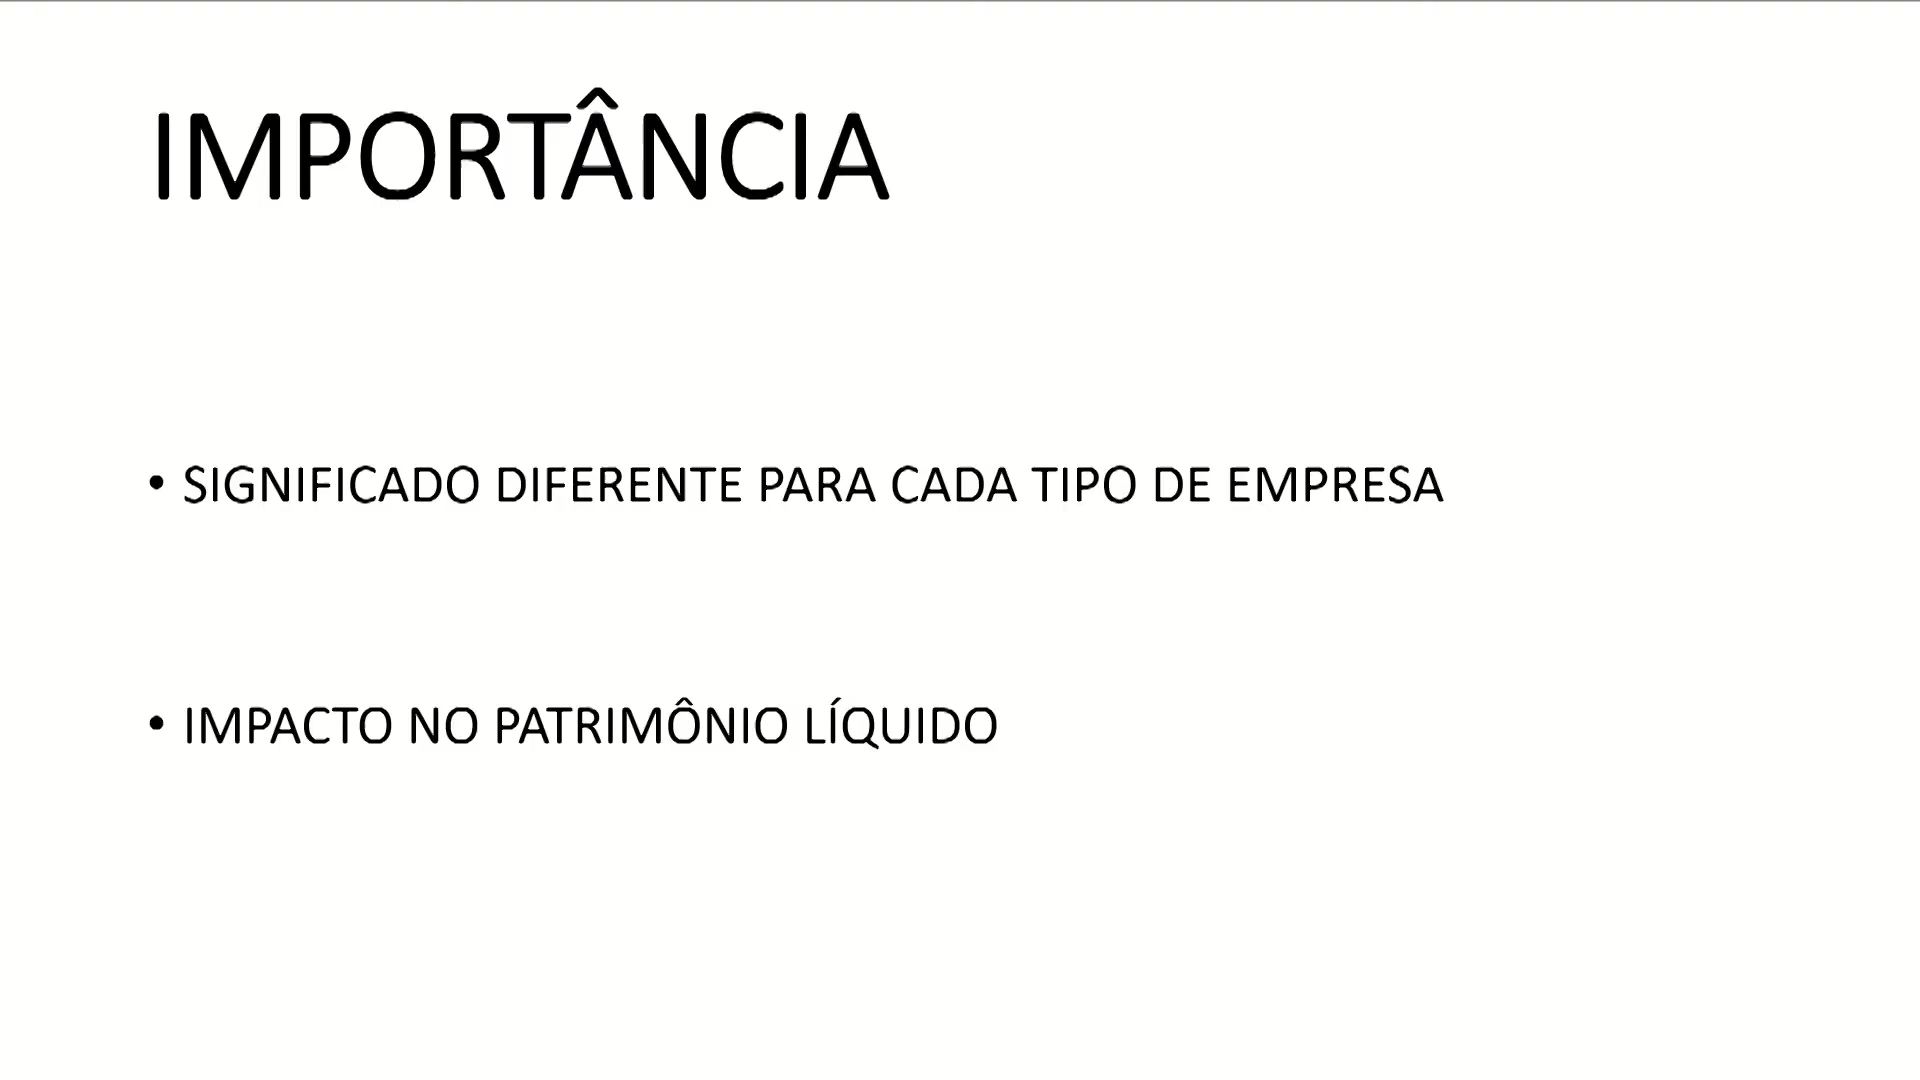 IMPORTÂNCIA
• SIGNIFICADO DIFERENTE PARA CADA TIPO DE EMPRESA
• IMPACTO NO PATRIMÔNIO LÍQUIDO